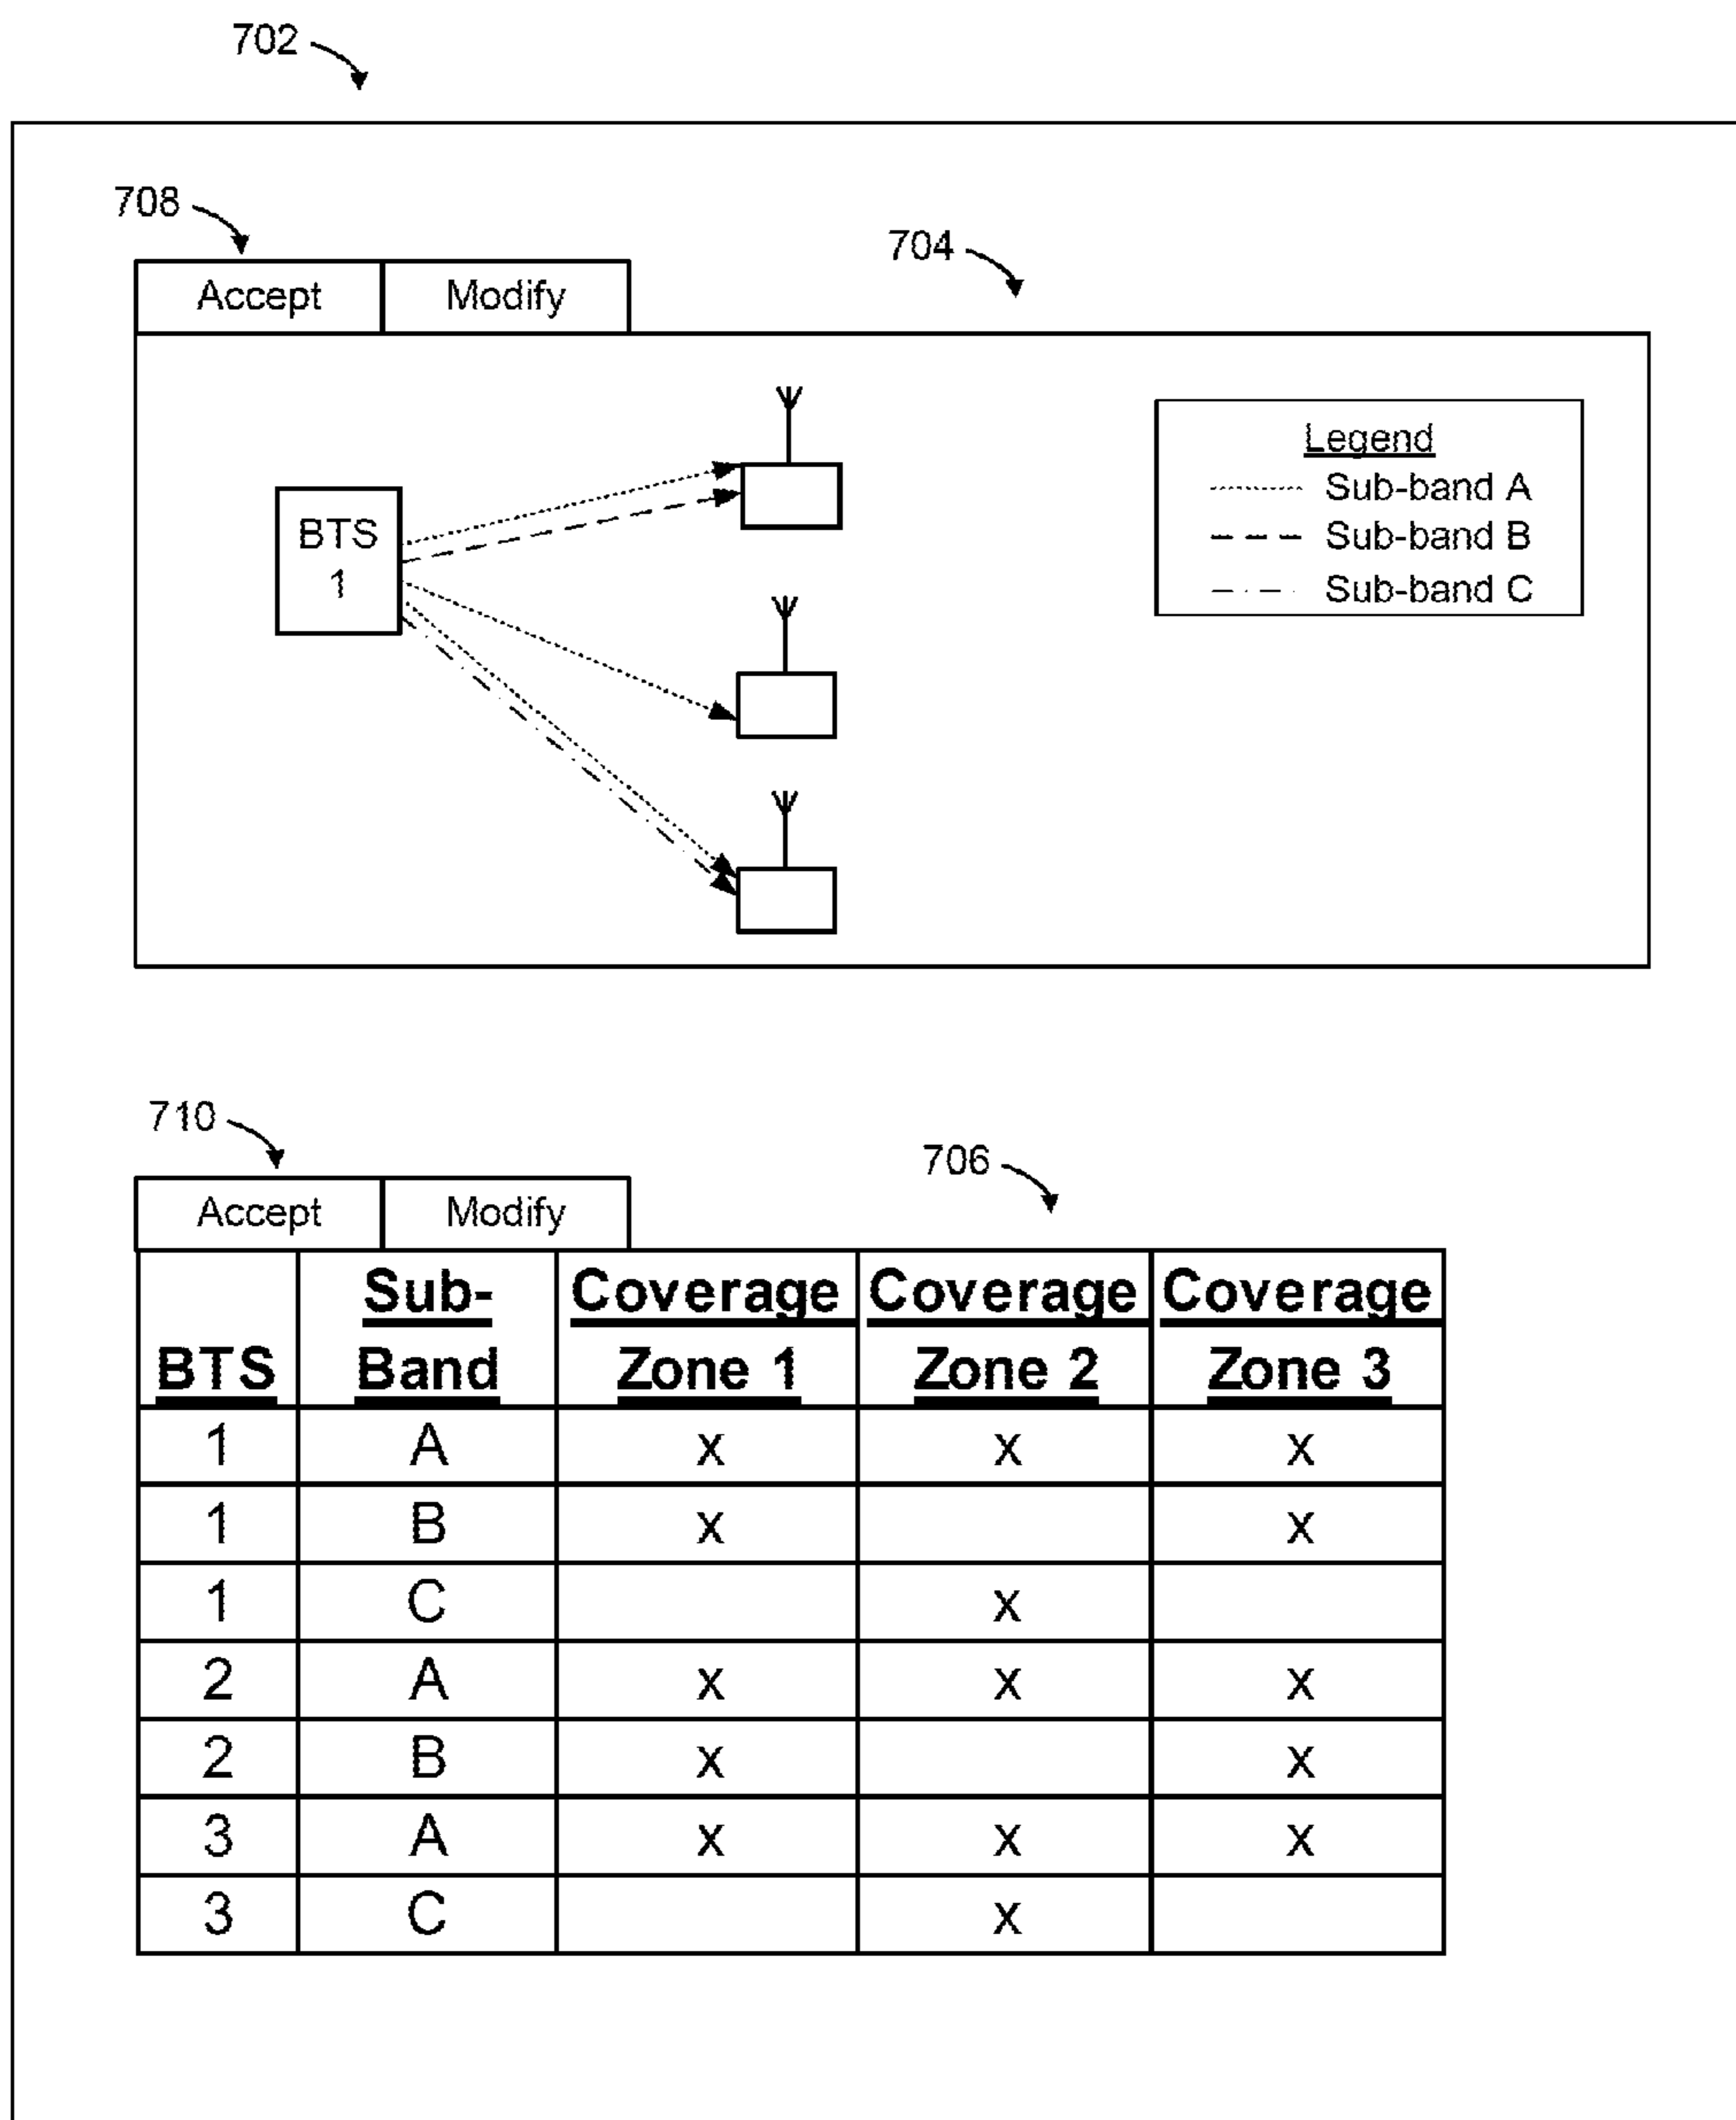 702
708
704
Accept Modify
BTS
1
Legend
Sub-band A
Sub-band B
Sub-band C
710
706
Accept Modify
BTS Sub-Band Coverage Zone 1 Coverage Zone 2 Coverage Zone 3
1 A x x x
1 B x x
1 C x
2 A x x x
2 B x x
3 A x x x
3 C x